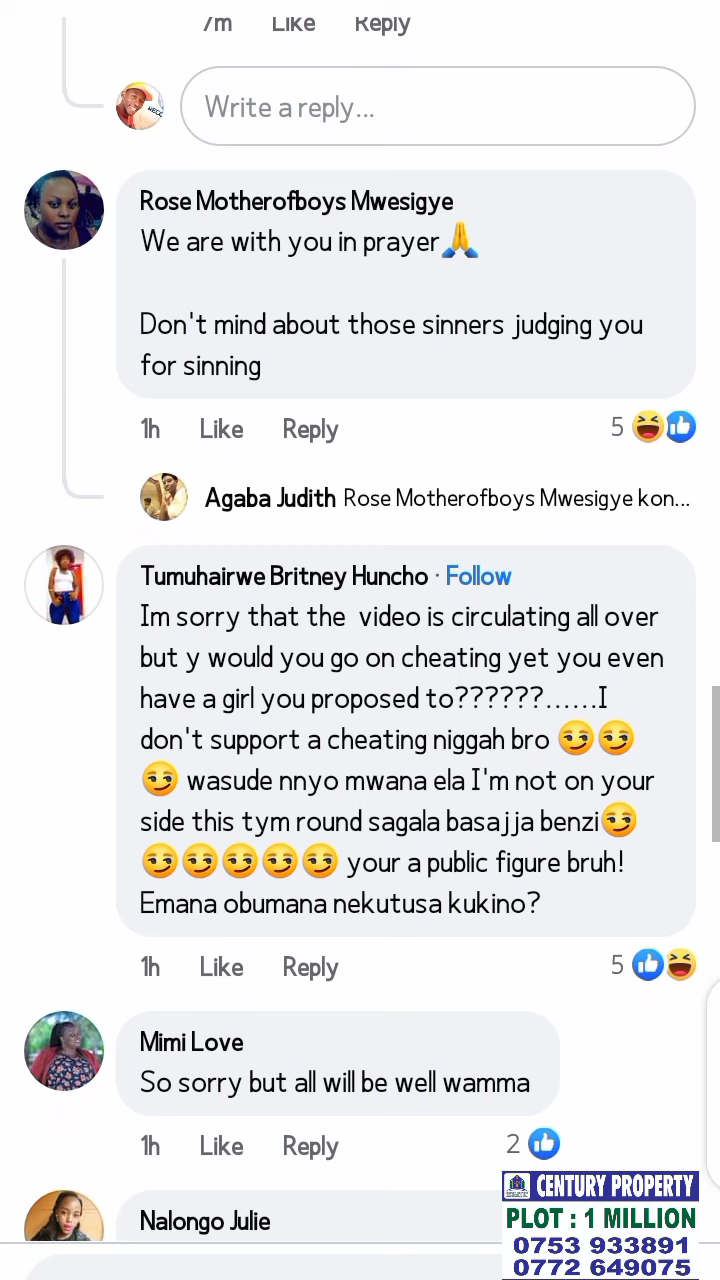 7m Like Reply
Write a reply...
Rose Motherofboys Mwesigye
We are with you in prayer🙏
Don't mind about those sinners judging you
for sinning
1h Like Reply 5
Agaba Judith Rose Motherofboys Mwesigye kon...
Tumuhairwe Britney Huncho · Follow
Im sorry that the video is circulating all over
but y would you go on cheating yet you even
have a girl you proposed to??????......I
don't support a cheating niggah bro 😏😏
😏 wasude nnyo mwana ela I'm not on your
side this tym round sagala basajja benzi😏
😏😏😏😏😏 your a public figure bruh!
Emana obumana nekutusa kukino?
1h Like Reply 5
Mimi Love
So sorry but all will be well wamma
1h Like Reply 2
Nalongo Julie
CENTURY PROPERTY
PLOT : 1 MILLION
0753 933891
0772 649075